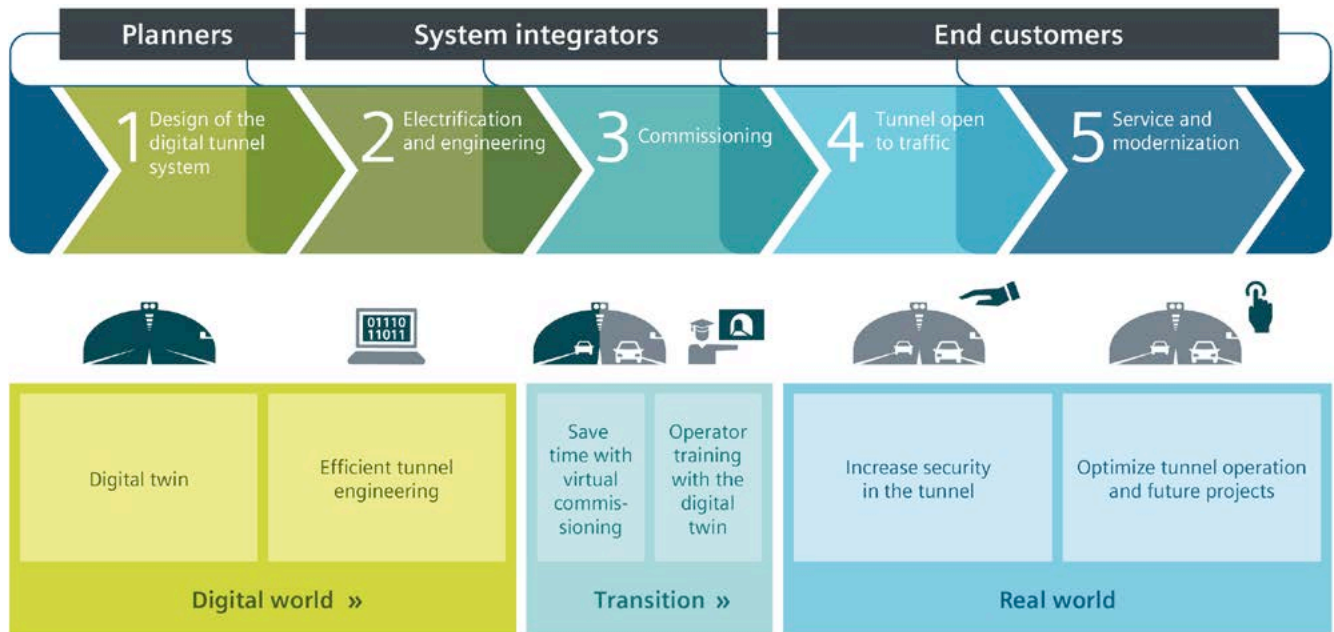 Planners
System integrators
End customers
1
Design of the
digital tunnel
system
2
Electrification
and engineering
3
Commissioning
4
Tunnel open
to traffic
5
Service and
modernization
01110
11011
Digital twin
Efficient tunnel
engineering
Save
time with
virtual
commis-
sioning
Operator
training
with the
digital
twin
Increase security
in the tunnel
Optimize tunnel operation
and future projects
Digital world »
Transition »
Real world